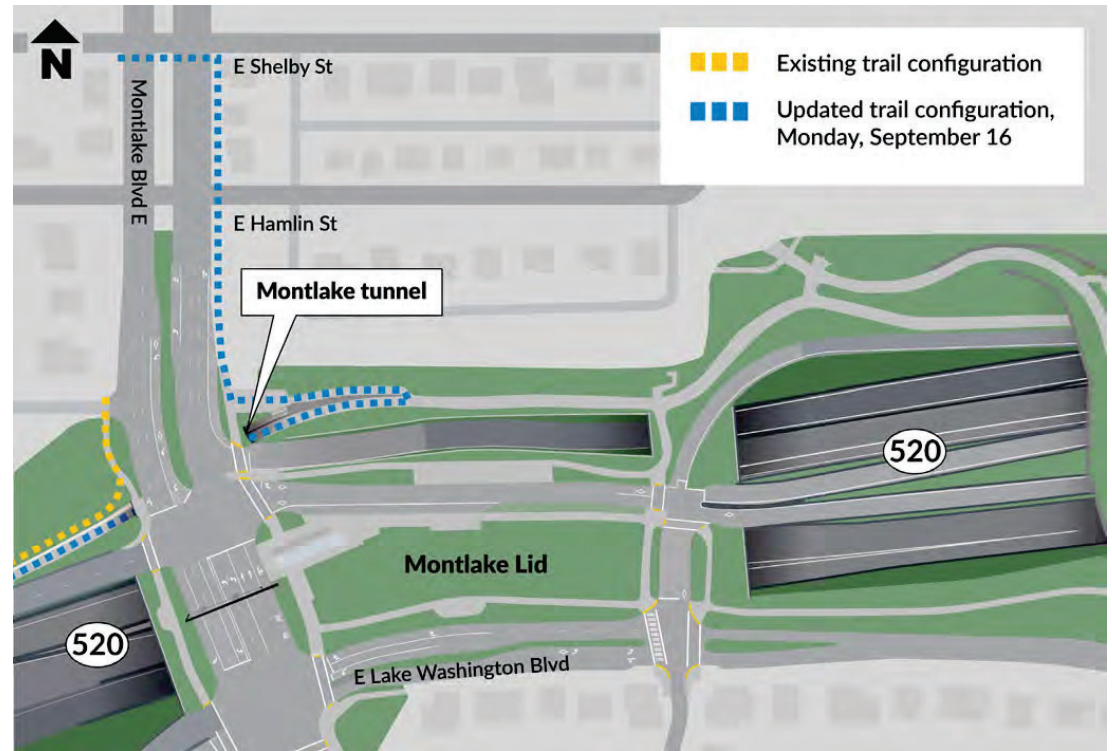 N
E Shelby St
Montlake Blvd E
E Hamlin St
Existing trail configuration
Updated trail configuration,
Monday, September 16
Montlake tunnel
520
Montlake Lid
520
E Lake Washington Blvd